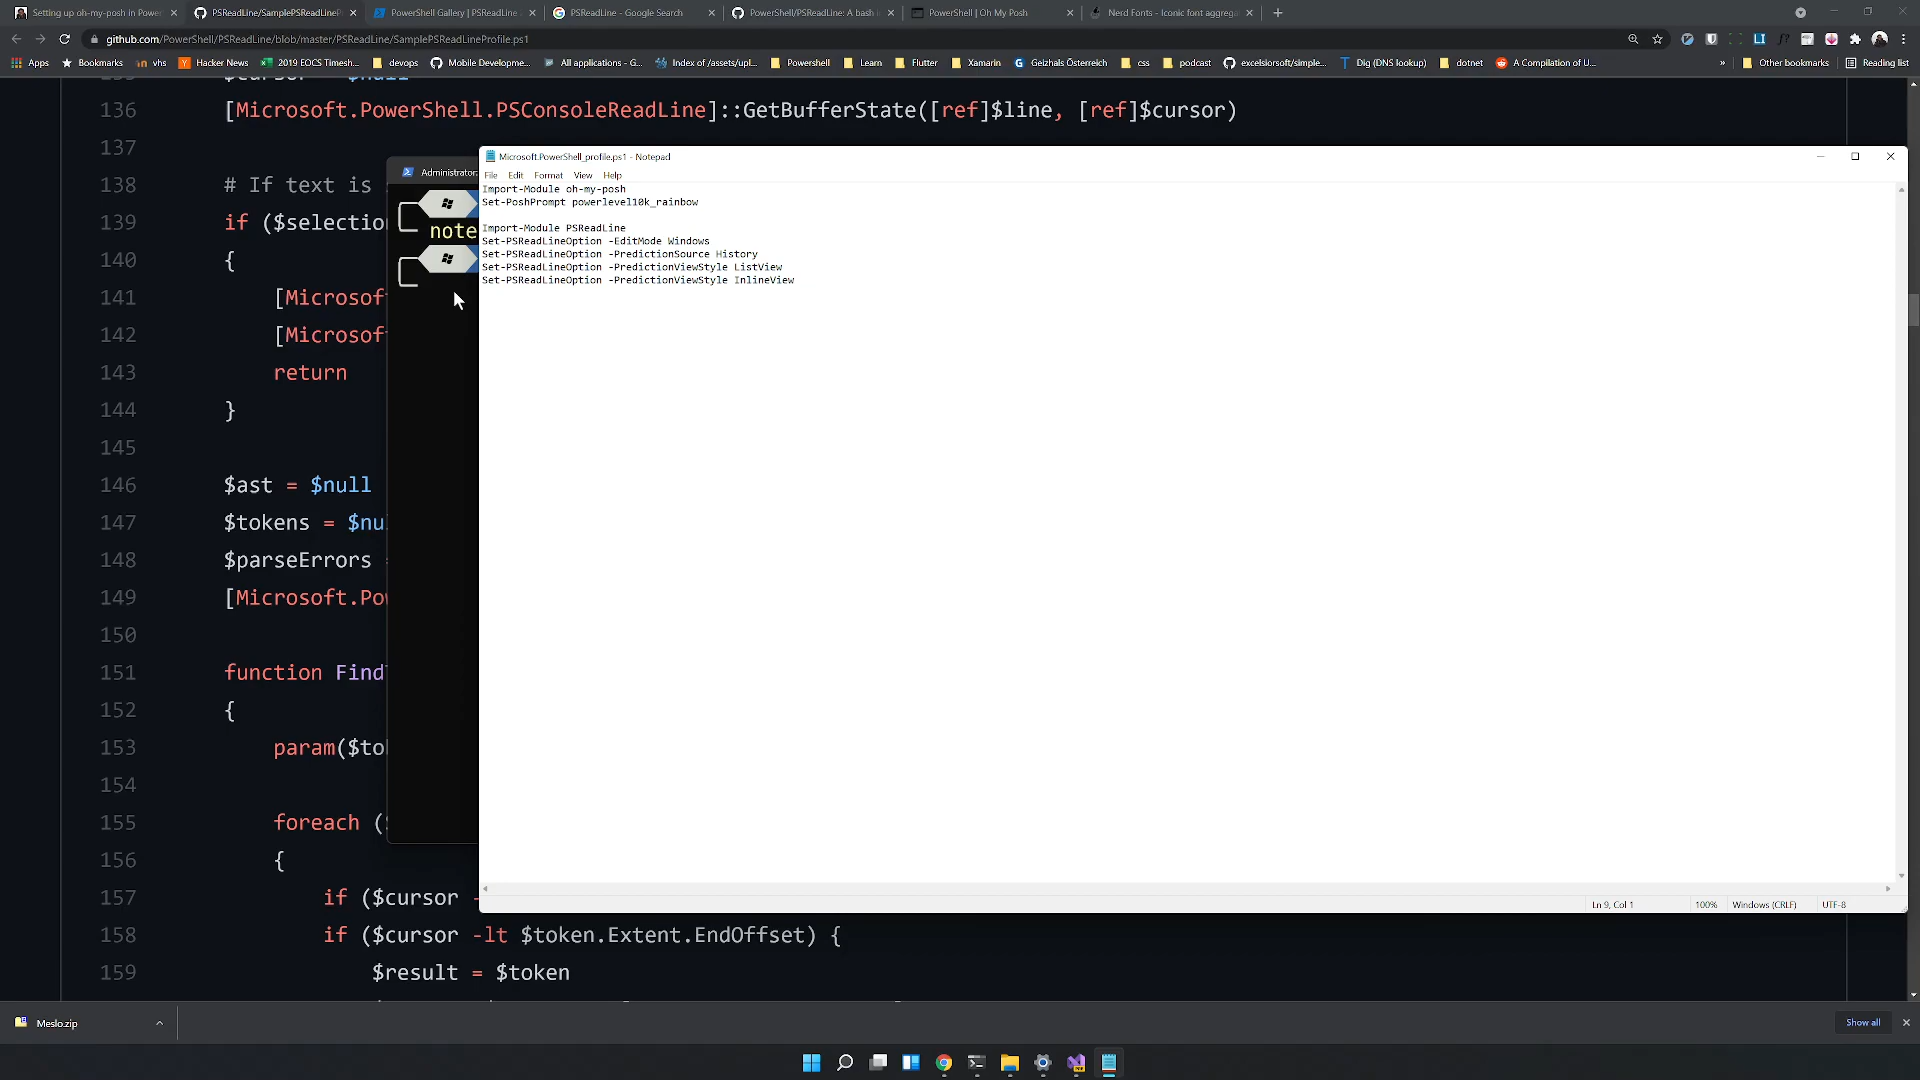 Setting up oh-my-posh in Power
PSReadLine/SamplePSReadLineP
PowerShell Gallery | PSReadLine
PSReadLine - Google Search
PowerShell/PSReadLine: A bash i
PowerShell | Oh My Posh
Nerd Fonts - Iconic font aggrega
github.com/PowerShell/PSReadLine/blob/master/PSReadLine/SamplePSReadLineProfile.ps1
Apps
Bookmarks
vhs
Hacker News
2019 EOCS Timesh...
devops
Mobile Developme...
All applications - G...
Index of /assets/upl...
Powershell
Learn
Flutter
Xamarin
Geizhals Österreich
css
podcast
excelsiorsoft/simple...
Dig (DNS lookup)
dotnet
A Compilation of U...
»
Other bookmarks
Reading list
$cursor = $null
136 [Microsoft.PowerShell.PSConsoleReadLine]::GetBufferState([ref]$line, [ref]$cursor)
137
138 # If text is
139 if ($selection
140 {
141 [Microsof
142 [Microsof
143 return
144 }
145
146 $ast = $null
147 $tokens = $nu
148 $parseErrors
149 [Microsoft.Po
150
151 function Find
152 {
153 param($to
154
155 foreach (
156 {
157 if ($cursor -
158 if ($cursor -lt $token.Extent.EndOffset) {
159 $result = $token
Administrator:
note
Microsoft.PowerShell_profile.ps1 - Notepad
File Edit Format View Help
Import-Module oh-my-posh
Set-PoshPrompt powerlevel10k_rainbow
Import-Module PSReadLine
Set-PSReadLineOption -EditMode Windows
Set-PSReadLineOption -PredictionSource History
Set-PSReadLineOption -PredictionViewStyle ListView
Set-PSReadLineOption -PredictionViewStyle InlineView
Ln 9, Col 1
100%
Windows (CRLF)
UTF-8
Meslo.zip
Show all